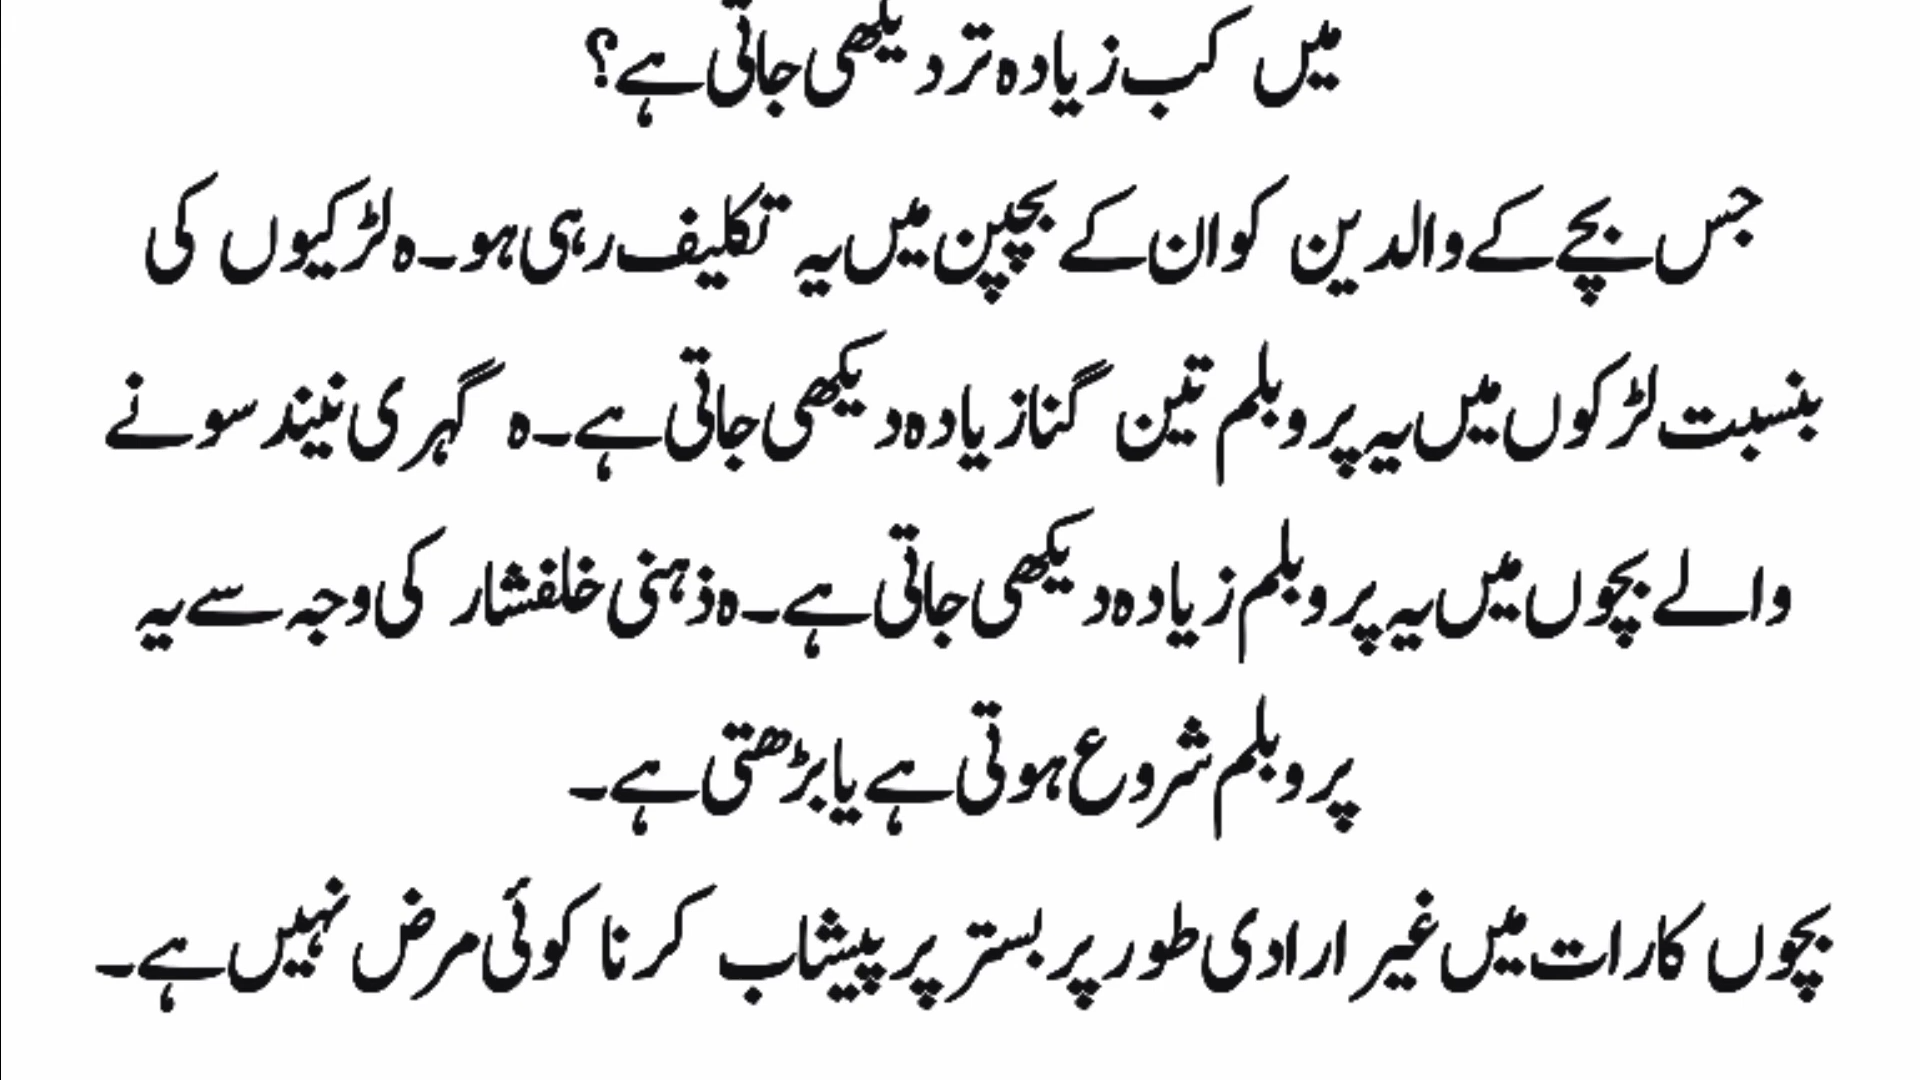 میں کب زیادہ تر دیکھی جاتی ہے؟
جس بچے کے والدین کو ان کے بچپن میں یہ تکلیف رہی ہو۔ہ لڑکیوں کی
بنسبت لڑکوں میں یہ پروبلم تین گنا زیادہ دیکھی جاتی ہے۔ہ گہری نیند سونے
والے بچوں میں یہ پروبلم زیادہ دیکھی جاتی ہے۔ہ ذہنی خلفشار کی وجہ سے یہ
پروبلم شروع ہوتی ہے یا بڑھتی ہے۔
بچوں کا رات میں غیر ارادی طور پر بستر پر پیشاب کرنا کوئی مرض نہیں ہے۔